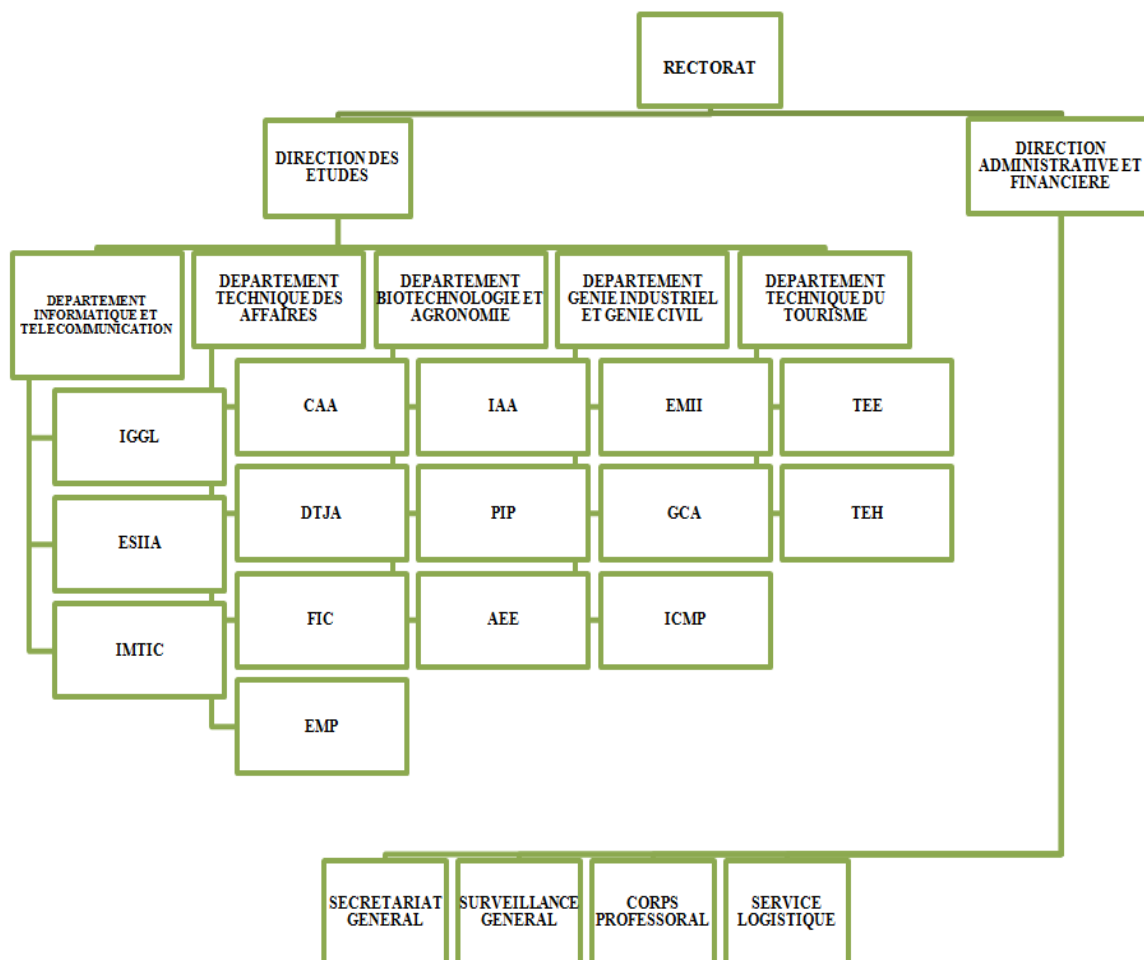 RECTORAT
DIRECTION DES
ETUDES
DIRECTION
ADMINISTRATIVE ET
FINANCIERE
DEPARTEMENT
INFORMATIQUE ET
TELECOMMUNICATION
DEPARTEMENT
TECHNIQUE DES
AFFAIRES
DEPARTEMENT
BIOTECHNOLOGIE ET
AGRONOMIE
DEPARTEMENT
GENIE INDUSTRIEL
ET GENIE CIVIL
DEPARTEMENT
TECHNIQUE DU
TOURISME
IGGL
ESIIA
IMTIC
CAA
DTJA
FIC
EMP
IAA
PIP
AEE
EMII
GCA
ICMP
TEE
TEH
SECRETARIAT
GENERAL
SURVEILLANCE
GENERAL
CORPS
PROFESSORAL
SERVICE
LOGISTIQUE